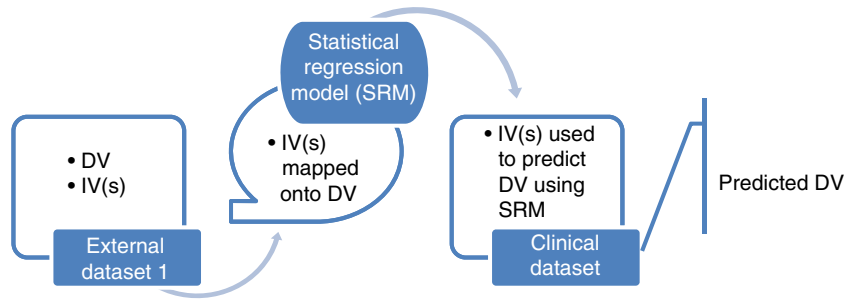 • DV
• IV(s)
External
dataset 1
Statistical
regression
model (SRM)
• IV(s)
mapped
onto DV
• IV(s) used
to predict
DV using
SRM
Clinical
dataset
Predicted DV